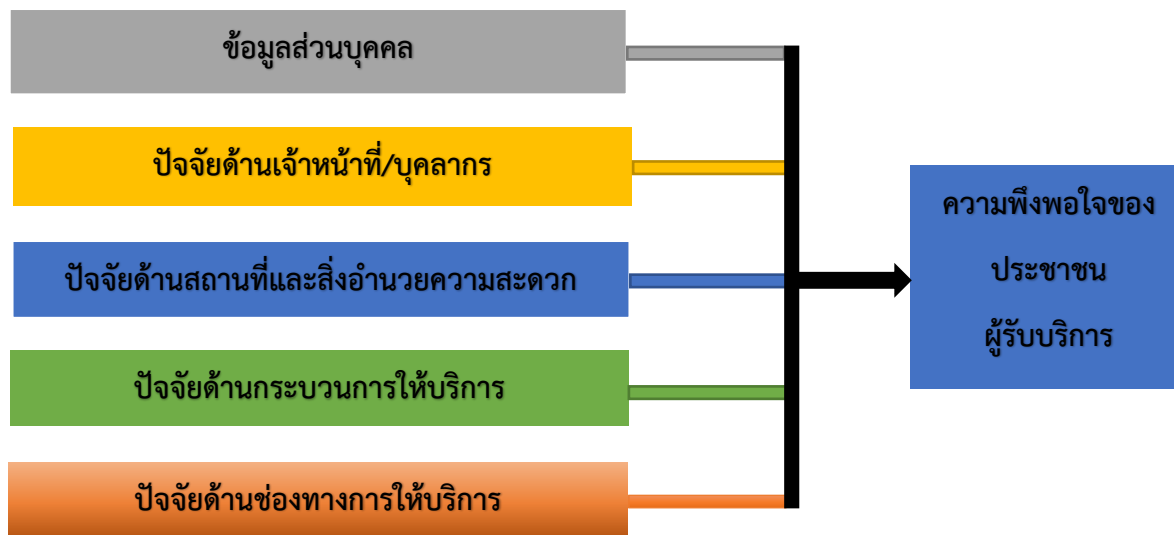 ข้อมูลส่วนบุคคล
ปัจจัยด้านเจ้าหน้าที่/บุคลากร
ปัจจัยด้านสถานที่และสิ่งอำนวยความสะดวก
ปัจจัยด้านกระบวนการให้บริการ
ปัจจัยด้านช่องทางการให้บริการ
ความพึงพอใจของ
ประชาชน
ผู้รับบริการ